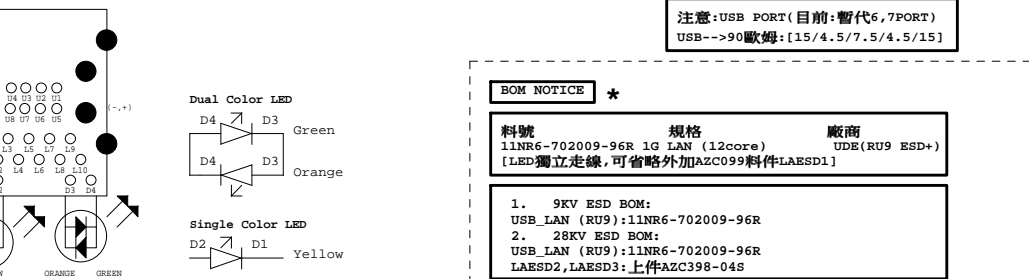 注意:USB PORT(目前:暫代6,7PORT)
USB-->90歐姆:[15/4.5/7.5/4.5/15]
BOM NOTICE *
料號 規格 廠商
11NR6-702009-96R 1G LAN (12core) UDE(RU9 ESD+)
[LED獨立走線,可省略外加AZC099料件LAESD1]
1. 9KV ESD BOM:
USB_LAN (RU9):11NR6-702009-96R
2. 28KV ESD BOM:
USB_LAN (RU9):11NR6-702009-96R
LAESD2,LAESD3:上件AZC398-04S
Dual Color LED
D4 D3 Green
D4 D3 Orange
Single Color LED
D2 D1 Yellow
U4 U3 U2 U1
(-,+)
U8 U7 U6 U5
L3 L5 L7 L9
L4 L6 L8 L10
D3 D4
ORANGE GREEN